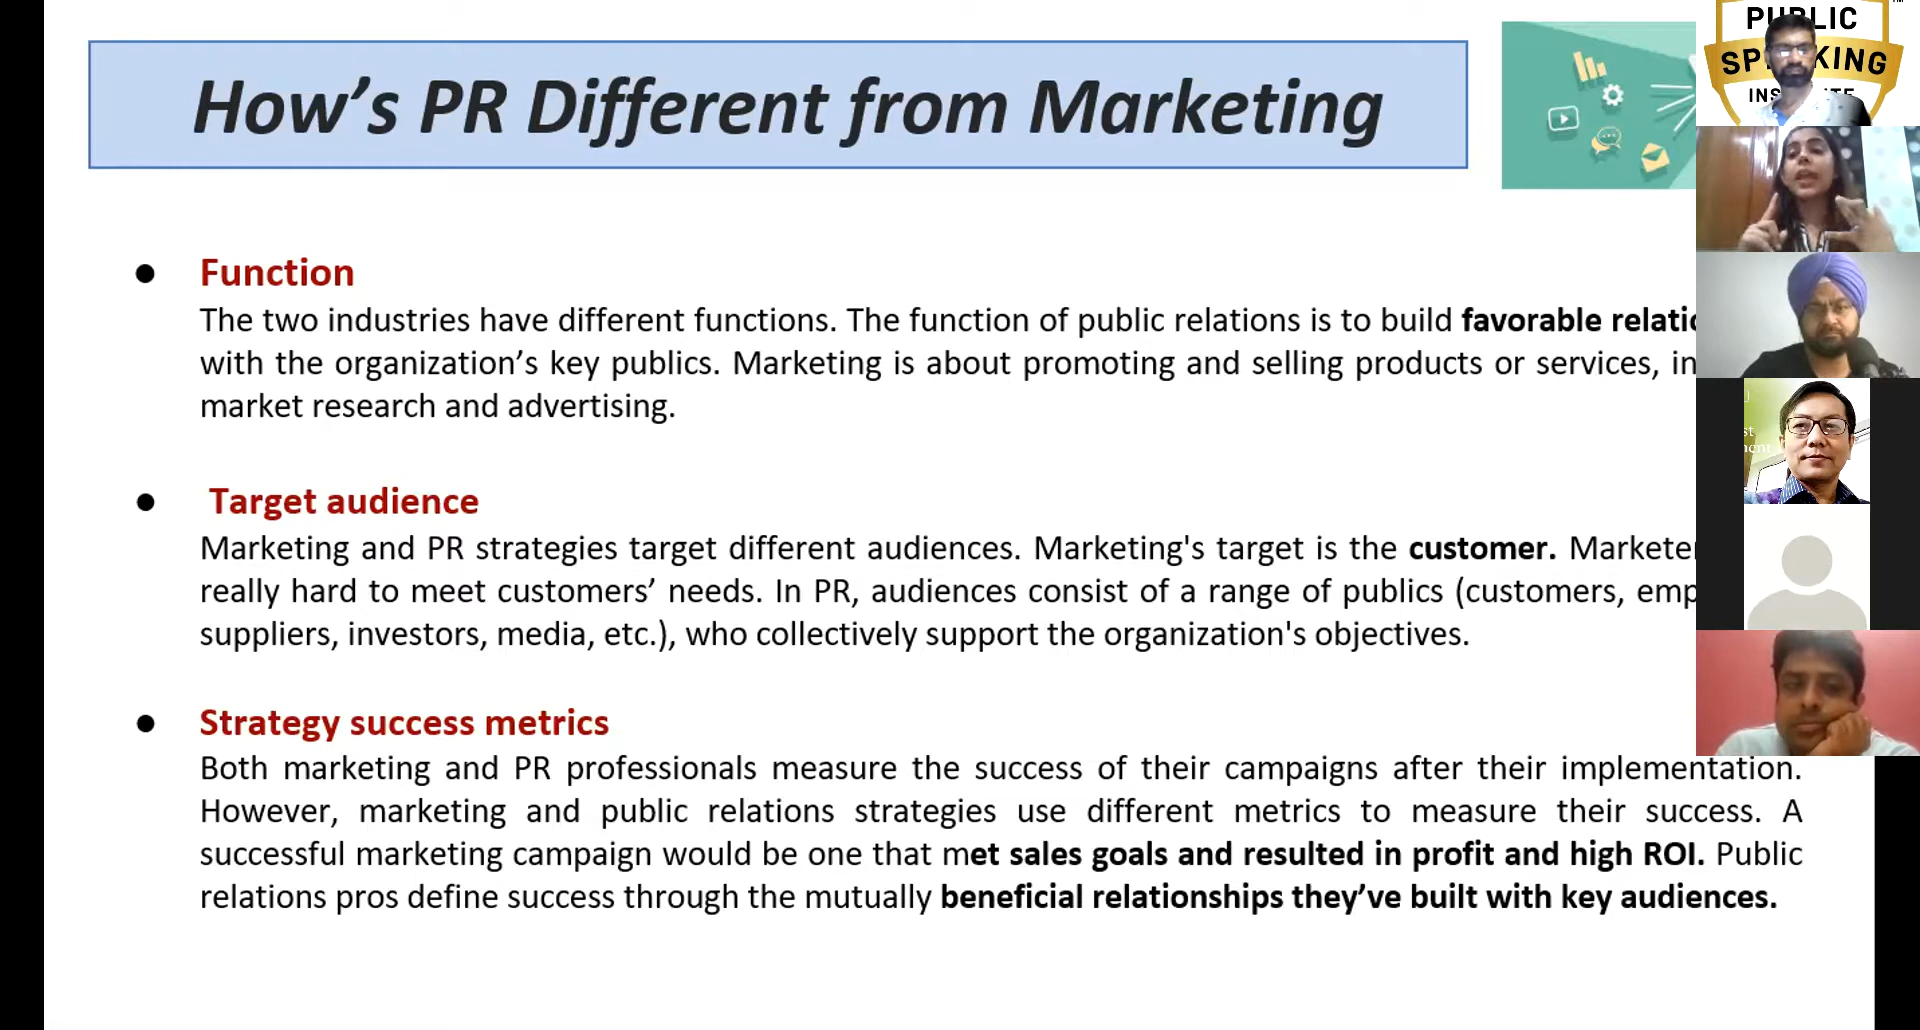 How's PR Different from Marketing
PUBLIC
SPEAKING
Function
The two industries have different functions. The function of public relations is to build favorable
with the organization’s key publics. Marketing is about promoting and selling products or services,
market research and advertising.
Target audience
Marketing and PR strategies target different audiences. Marketing's target is the customer.
really hard to meet customers’ needs. In PR, audiences consist of a range of publics (customers,
suppliers, investors, media, etc.), who collectively support the organization's objectives.
Strategy success metrics
Both marketing and PR professionals measure the success of their campaigns after their implementation.
However, marketing and public relations strategies use different metrics to measure their success. A
successful marketing campaign would be one that met sales goals and resulted in profit and high ROI. Public
relations pros define success through the mutually beneficial relationships they’ve built with key audiences.